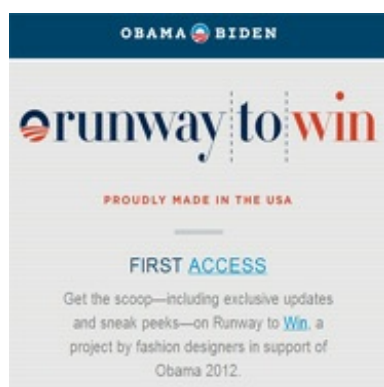 OBAMA BIDEN
runway to win
PROUDLY MADE IN THE USA
FIRST ACCESS
Get the scoop—including exclusive updates
and sneak peeks—on Runway to Win, a
project by fashion designers in support of
Obama 2012.